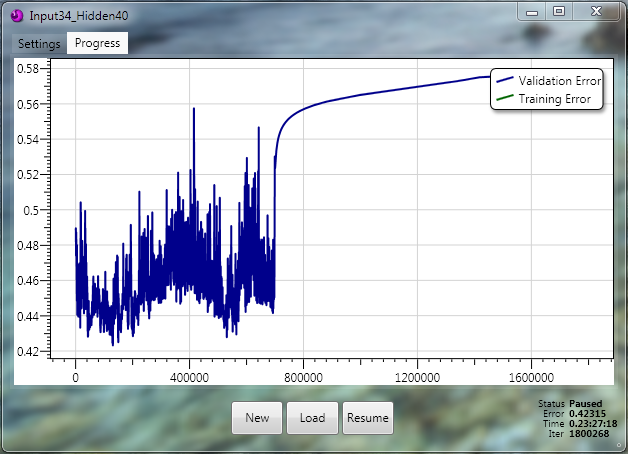 Input34_Hidden40
Settings Progress
0.58
0.56
0.54
0.52
0.5
0.48
0.46
0.44
0.42
0 400000 800000 1200000 1600000
Validation Error
Training Error
New Load Resume
Status Paused
Error 0.42315
Time 0.23:27:18
Iter 1800268